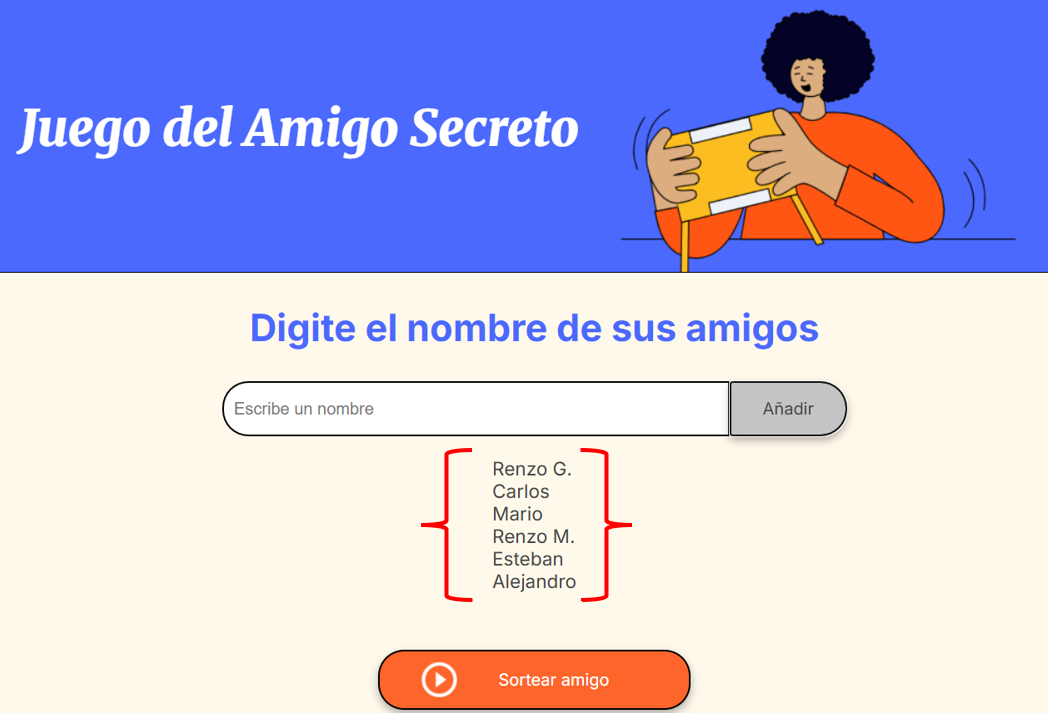 Juego del Amigo Secreto
Digite el nombre de sus amigos
Escribe un nombre
Añadir
Renzo G.
Carlos
Mario
Renzo M.
Esteban
Alejandro
Sortear amigo